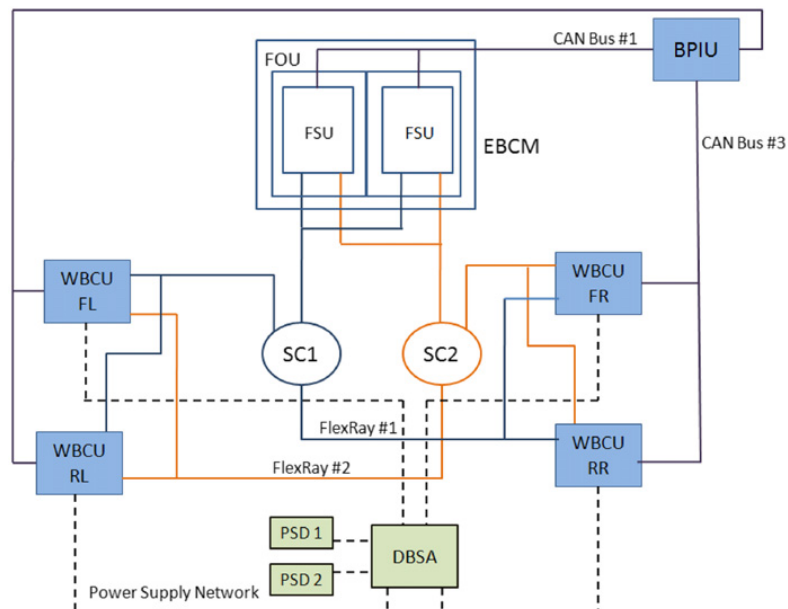 CAN Bus #1
BPIU
FOU
FSU
FSU
EBCM
CAN Bus #3
WBCU
FL
WBCU
FR
SC1
SC2
FlexRay #1
WBCU
RL
FlexRay #2
WBCU
RR
PSD 1
DBSA
PSD 2
Power Supply Network